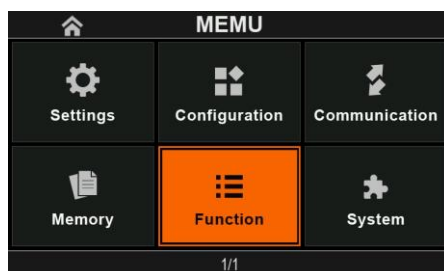 MEMU
Settings
Configuration
Communication
Memory
Function
System
1/1